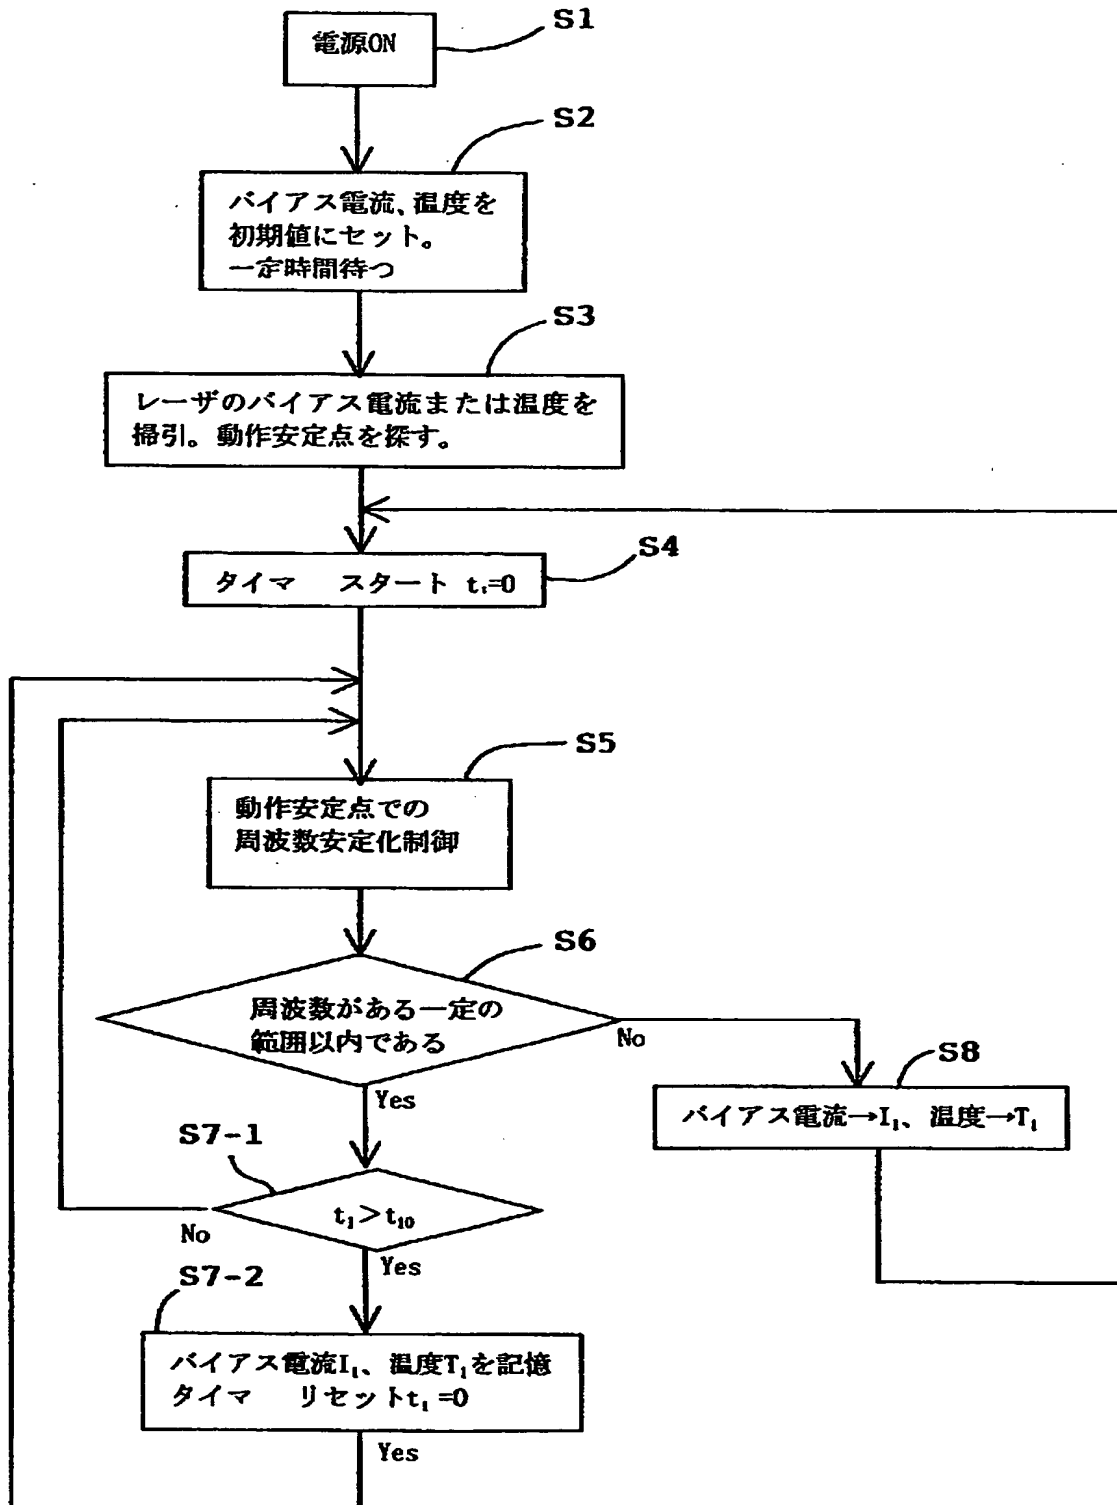 S1
電源ON
S2
バイアス電流、温度を
初期値にセット。
一定時間待つ
S3
レーザのバイアス電流または温度を
掃引。動作安定点を探す。
S4
タイマ スタート t₁=0
S5
動作安定点での
周波数安定化制御
S6
周波数がある一定の
範囲以内である
No
Yes
S8
バイアス電流→I₁、温度→T₁
S7-1
t₁＞t₁₀
No
Yes
S7-2
バイアス電流I₁、温度T₁を記憶
タイマ リセットt₁=0
Yes